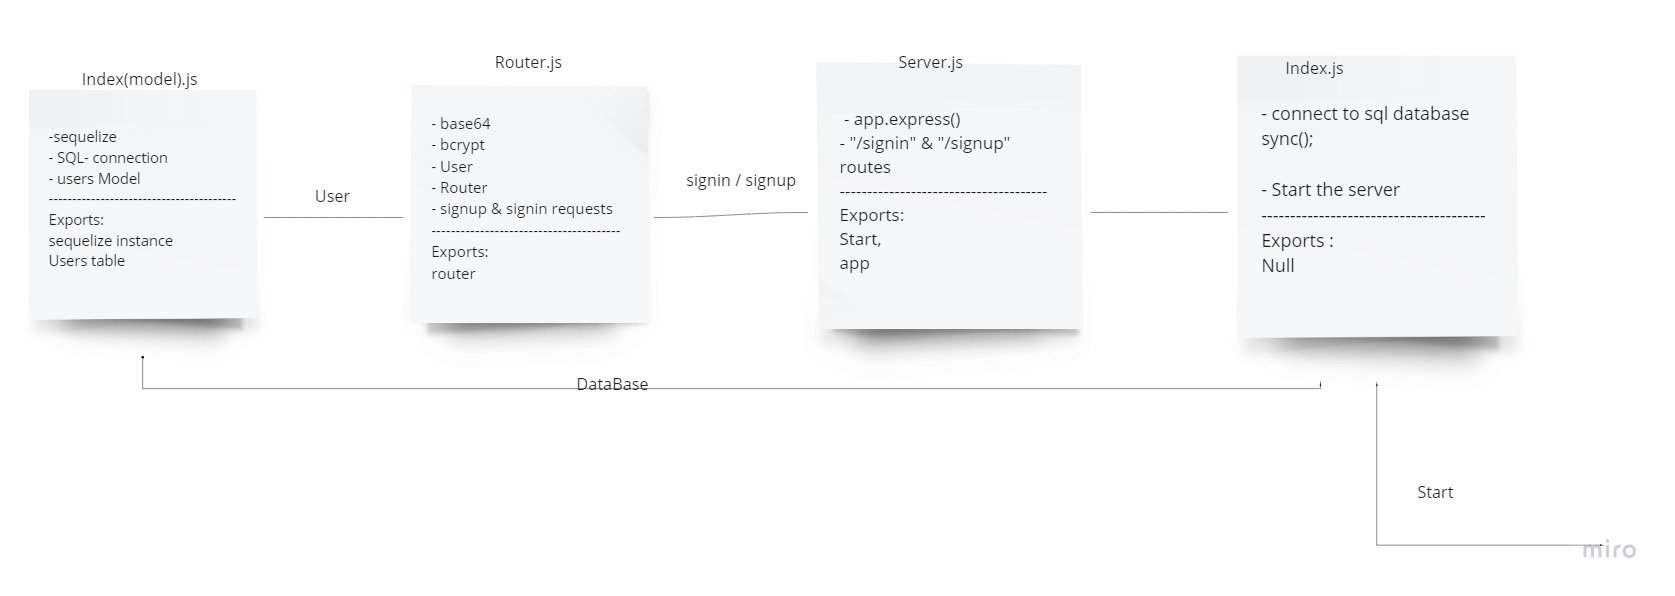 Index(model).js
-sequelize
- SQL- connection
- users Model
----------------------------------------
Exports:
sequelize instance
Users table
User
Router.js
- base64
- bcrypt
- User
- Router
- signup & signin requests
----------------------------------------
Exports:
router
signin / signup
Server.js
- app.express()
- "/signin" & "/signup"
routes
-------------------------------------
Exports:
Start,
app
Index.js
- connect to sql database
sync();
- Start the server
---------------------------------------
Exports :
Null
DataBase
Start
miro